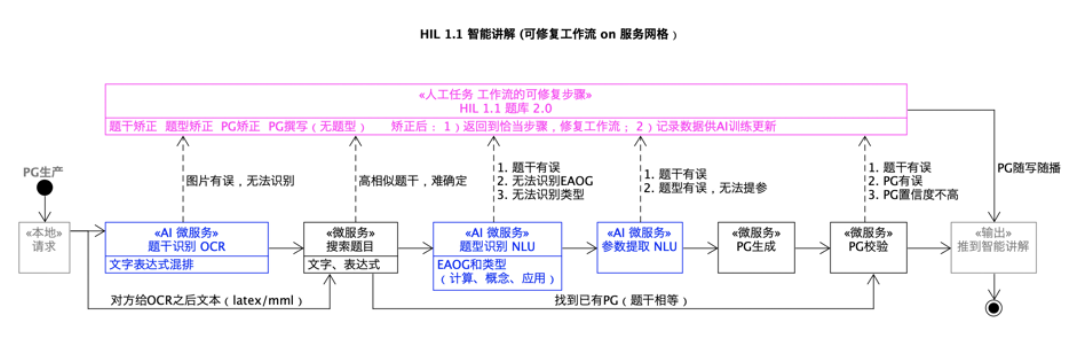 HIL 1.1 智能讲解 (可修复工作流 on 服务网格 )
«人工任务 工作流的可修复步骤»
HIL 1.1 题库 2.0
题干矫正 题型矫正 PG矫正 PG撰写 ( 无题型 ) 矫正后： 1 ) 返回到恰当步骤，修复工作流； 2 ) 记录数据供AI训练更新
PG生产
图片有误，无法识别
高相似题干，难确定
1. 题干有误
2. 无法识别EAOG
3. 无法识别类型
1. 题干有误
2. 题型有误，无法提参
1. 题干有误
2. PG有误
3. PG置信度不高
PG随写随播
«本地»
请求
«AI 微服务»
题干识别 OCR
文字表达式混排
«微服务»
搜索题目
文字、表达式
«AI 微服务»
题型识别 NLU
EAOG和类型
( 计算、概念、应用 )
«AI 微服务»
参数提取 NLU
«微服务»
PG生成
«微服务»
PG校验
«输出»
推到智能讲解
对方给OCR之后文本 ( latex/mml )
找到已有PG ( 题干相等 )